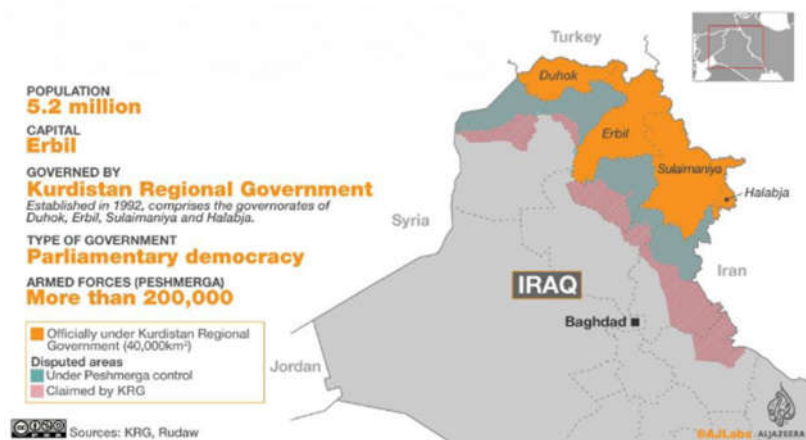 POPULATION
5.2 million
CAPITAL
Erbil
GOVERNED BY
Kurdistan Regional Government
Established in 1992, comprises the governorates of
Duhok, Erbil, Sulaimaniya and Halabja.
TYPE OF GOVERNMENT
Parliamentary democracy
ARMED FORCES (PESHMERGA)
More than 200,000
Officially under Kurdistan Regional
Government (40,000km²)
Disputed areas
Under Peshmerga control
Claimed by KRG
Sources: KRG, Rudaw
Turkey
Duhok
Erbil
Sulaimaniya
Halabja
Syria
Iran
IRAQ
Baghdad
Jordan
@AJLabs
ALJAZEERA